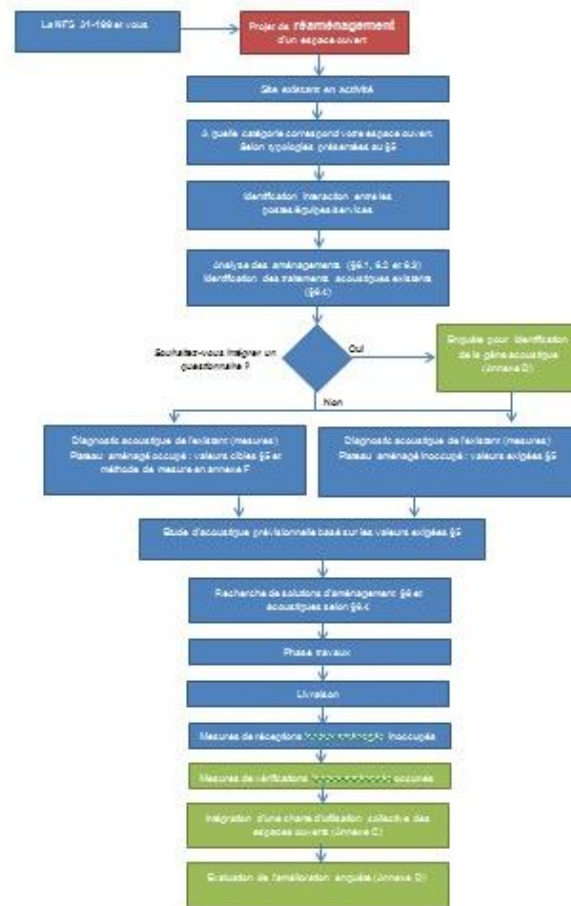 La NFS 31-199 et vous
Projet de réaménagement
d'un espace ouvert
Site existant en activité
A quelle catégorie correspond votre espace ouvert
Selon typologies présentées au §5
Identification interaction entre les
postes/équipes/services
Analyse des aménagements (§6.1, 6.2 et 6.3)
Identification des traitements acoustiques existants
(§6.4)
Souhaitez-vous intégrer un
questionnaire ?
Oui
Enquête pour identification
de la gêne acoustique
(Annexe D)
Non
Diagnostic acoustique de l'existant (mesures)
Plateau aménagé occupé : valeurs cibles §5 et
méthode de mesure en annexe F
Diagnostic acoustique de l'existant (mesures)
Plateau aménagé inoccupé : valeurs exigées §5
Etude d'acoustique prévisionnelle basé sur les valeurs exigées §5
Recherche de solutions d'aménagement §6 et
acoustiques selon §6.4
Phase travaux
Livraison
Mesures de réceptions inoccupés
Mesures de vérifications occupés
Intégration d'une charte d'utilisation collective des
espaces ouverts (Annexe C)
Evaluation de l'amélioration enquête (Annexe D)